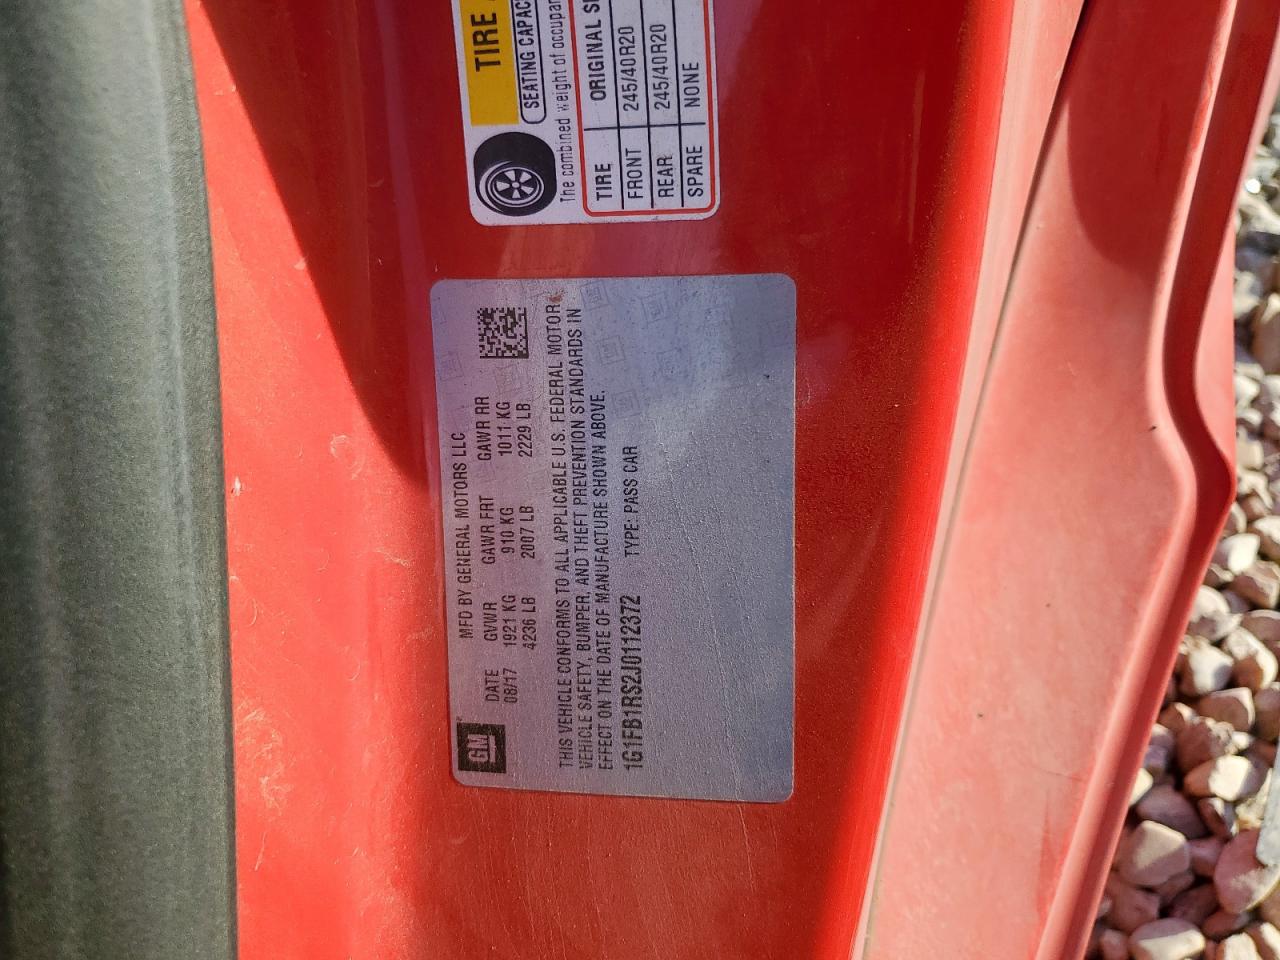 TIRE
SEATING CAPAC
The combined weight of occupan
TIRE ORIGINAL
FRONT 245/40R20
REAR 245/40R20
SPARE NONE
MFD BY GENERAL MOTORS LLC
DATE GVWR GAWR FRT GAWR RR
08/17 1921 KG 910 KG 1011 KG
4236 LB 2007 LB 2229 LB
GM
THIS VEHICLE CONFORMS TO ALL APPLICABLE U.S. FEDERAL MOTOR
VEHICLE SAFETY, BUMPER, AND THEFT PREVENTION STANDARDS IN
EFFECT ON THE DATE OF MANUFACTURE SHOWN ABOVE.
1G1FB1RS2J0112372 TYPE: PASS CAR